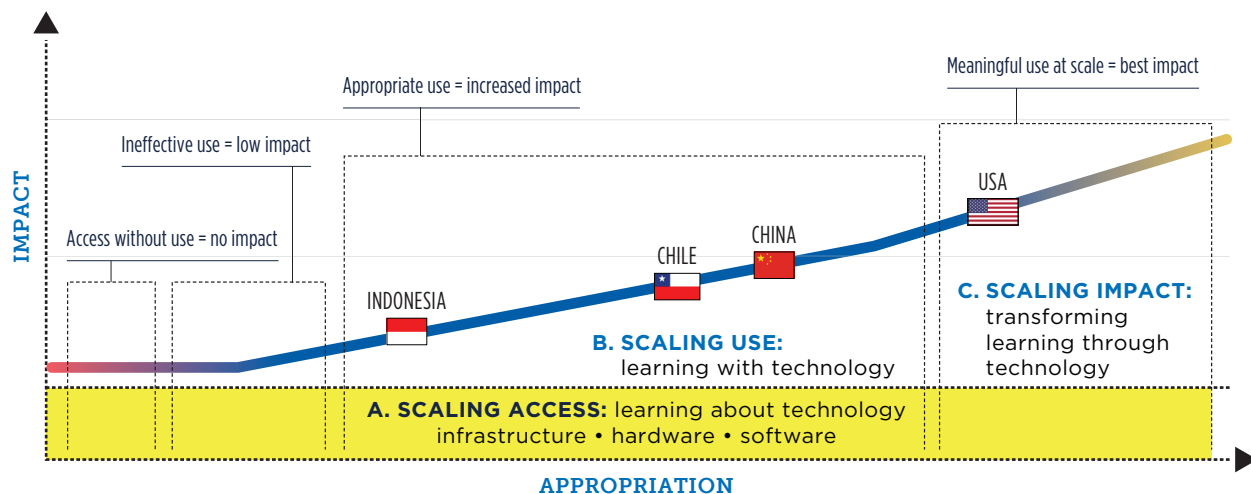 Meaningful use at scale = best impact
Appropriate use = increased impact
Ineffective use = low impact
Access without use = no impact
IMPACT
USA
CHINA
CHILE
INDONESIA
C. SCALING IMPACT:
transforming
learning through
technology
B. SCALING USE:
learning with technology
A. SCALING ACCESS: learning about technology
infrastructure • hardware • software
APPROPRIATION